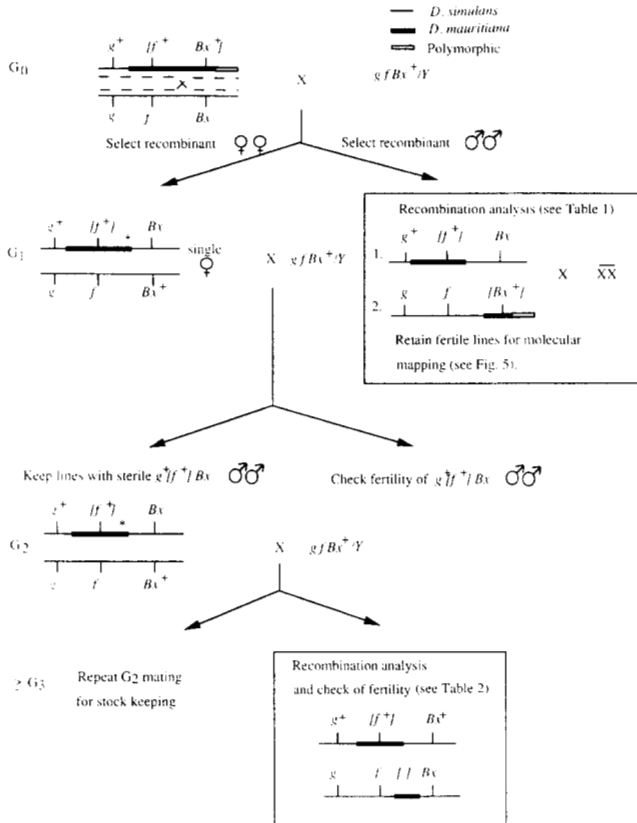 D. simulans
D. mauritiana
Polymorphic
g+ [f+ Bx+]
G0
X
X g f Bx+/Y
g f Bx
Select recombinant ♀♀
Select recombinant ♂♂
Recombination analysis (see Table 1)
g+ [f+] Bx
G1
*
single ♀
X g f Bx+/Y
g f Bx+
1. g+ [f+] Bx
X XX
2. g f [Bx+]
Retain fertile lines for molecular
mapping (see Fig. 5).
Keep lines with sterile g+[f+] Bx ♂♂
Check fertility of g+[f+] Bx ♂♂
[f+] Bx
*
G2
X g f Bx+/Y
f Bx+
G3
Repeat G2 mating
for stock keeping
Recombination analysis
and check of fertility (see Table 2)
g+ [f+] Bx+
g f [ ] Bx